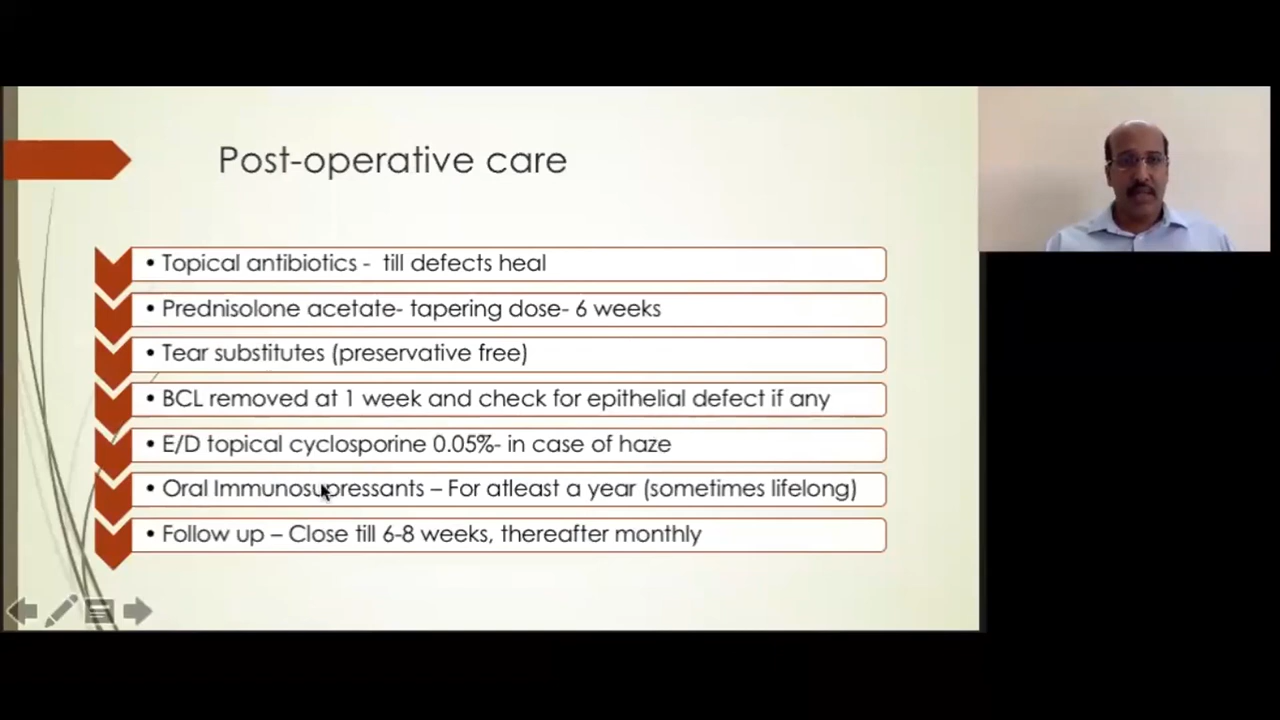 Post-operative care
• Topical antibiotics - till defects heal
• Prednisolone acetate- tapering dose- 6 weeks
• Tear substitutes (preservative free)
• BCL removed at 1 week and check for epithelial defect if any
• E/D topical cyclosporine 0.05%- in case of haze
• Oral Immunosupressants – For atleast a year (sometimes lifelong)
• Follow up – Close till 6-8 weeks, thereafter monthly